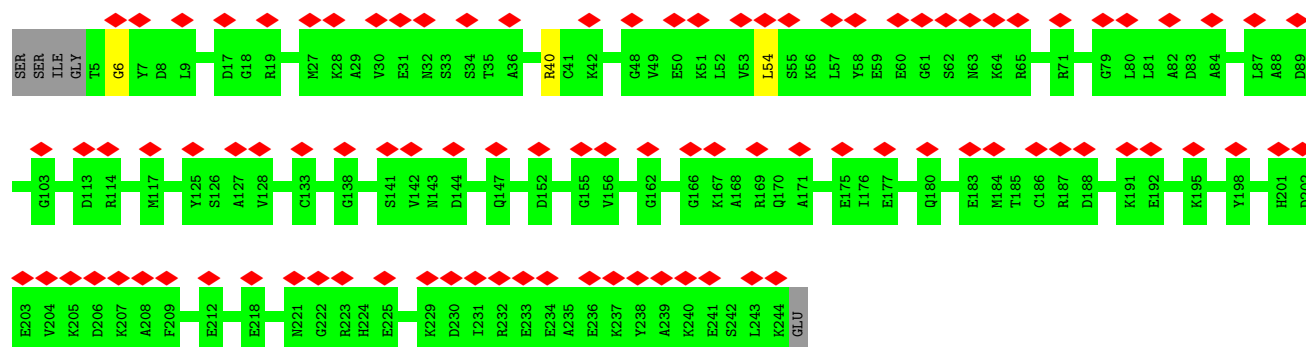 SER SER ILE GLY T5 G6 Y7 D8 L9 D17 G18 R19 M27 K28 A29 V30 E31 N32 S33 S34 T35 A36 R40 C41 K42 G48 V49 E50 K51 L52 V53 L54 S55 K56 L57 Y58 E59 E60 G61 S62 N63 K64 R65 R71 G79 L80 L81 A82 D83 A84 L87 A88 D89
G103 D113 R114 M117 Y125 S126 A127 V128 C133 G138 S141 V142 N143 D144 Q147 D152 G155 V156 G162 G166 K167 A168 R169 Q170 A171 E175 I176 E177 Q180 E183 M184 T185 C186 R187 D188 K191 E192 K195 Y198 H201 D202
E203 V204 K205 D206 K207 A208 F209 E212 E218 N221 G222 R223 H224 E225 K229 D230 I231 R232 E233 E234 A235 E236 K237 Y238 A239 K240 E241 S242 L243 K244 GLU